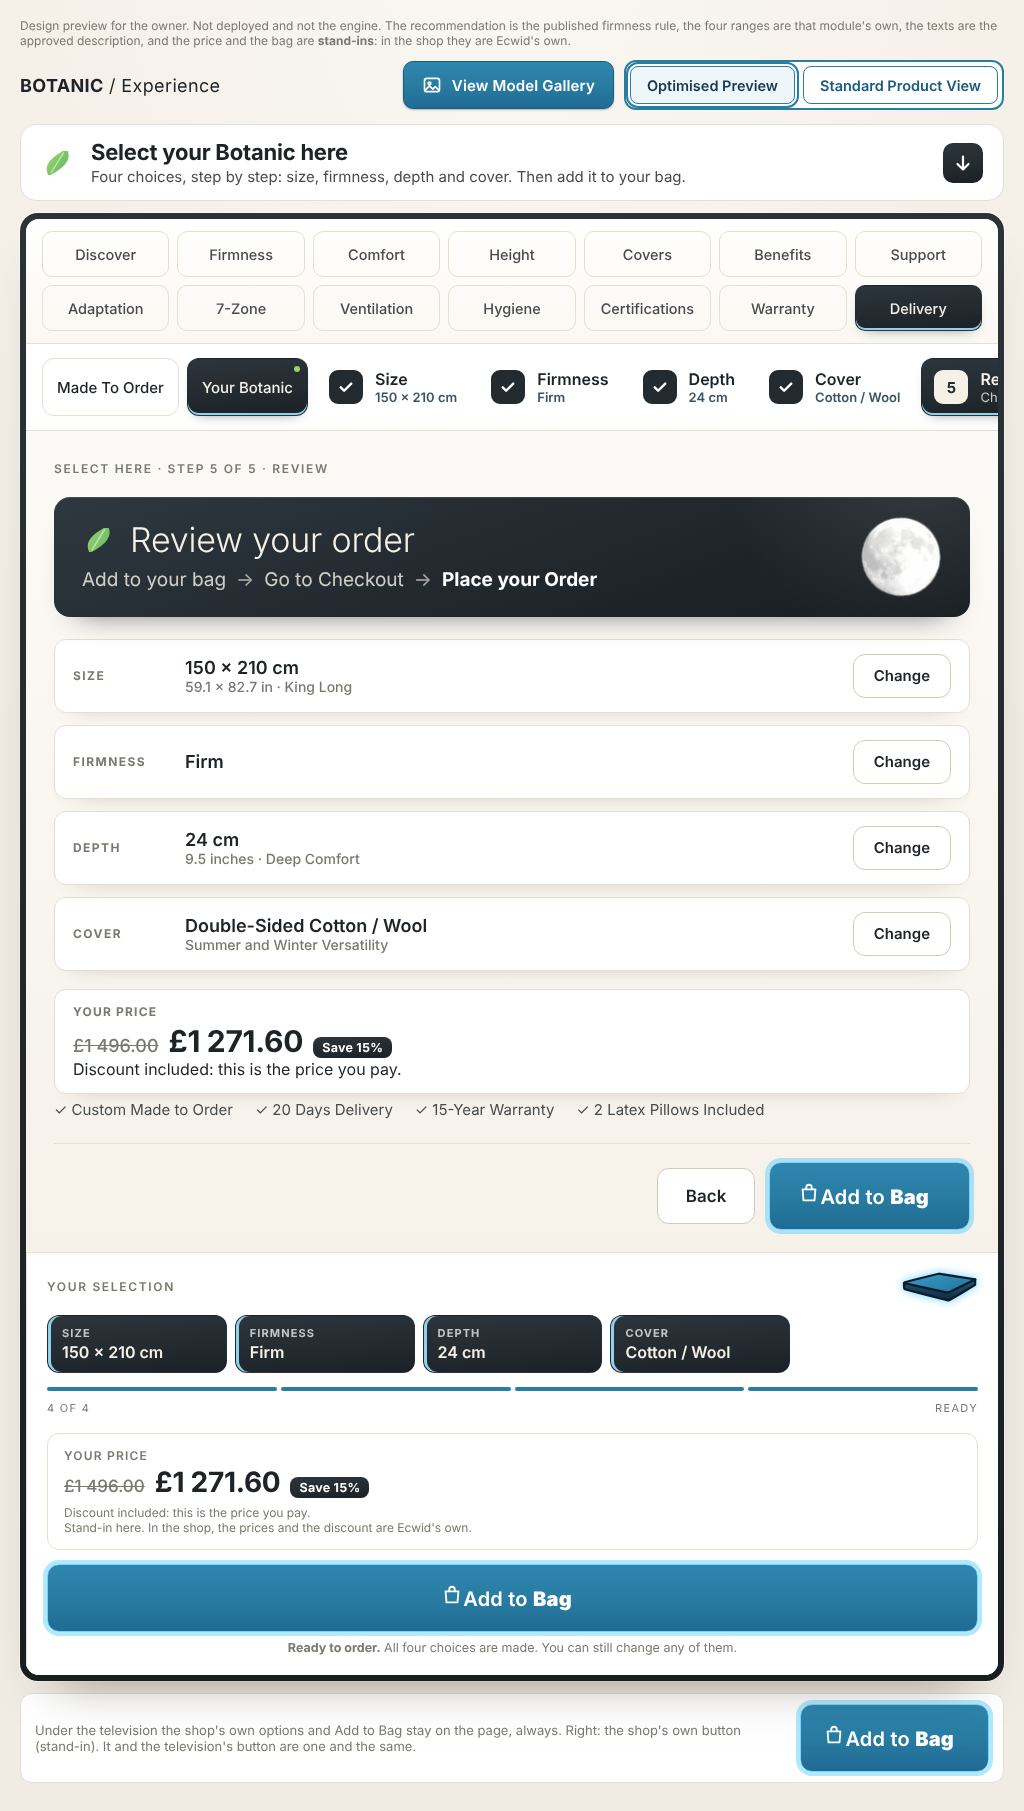 Design preview for the owner. Not deployed and not the engine. The recommendation is the published firmness rule, the four ranges are that module's own, the texts are the
approved description, and the price and the bag are stand-ins: in the shop they are Ecwid's own.
BOTANIC / Experience
View Model Gallery
Optimised Preview
Standard Product View
Select your Botanic here
Four choices, step by step: size, firmness, depth and cover. Then add it to your bag.
Discover
Firmness
Comfort
Height
Covers
Benefits
Support
Adaptation
7-Zone
Ventilation
Hygiene
Certifications
Warranty
Delivery
Made To Order
Your Botanic
Size
150 × 210 cm
Firmness
Firm
Depth
24 cm
Cover
Cotton / Wool
5
Re
Ch
SELECT HERE · STEP 5 OF 5 · REVIEW
Review your order
Add to your bag → Go to Checkout → Place your Order
SIZE
150 × 210 cm
59.1 × 82.7 in · King Long
Change
FIRMNESS
Firm
Change
DEPTH
24 cm
9.5 inches · Deep Comfort
Change
COVER
Double-Sided Cotton / Wool
Summer and Winter Versatility
Change
YOUR PRICE
£1 496.00 £1 271.60 Save 15%
Discount included: this is the price you pay.
✓ Custom Made to Order ✓ 20 Days Delivery ✓ 15-Year Warranty ✓ 2 Latex Pillows Included
Back
Add to Bag
YOUR SELECTION
SIZE
150 × 210 cm
FIRMNESS
Firm
DEPTH
24 cm
COVER
Cotton / Wool
4 OF 4
READY
YOUR PRICE
£1 496.00 £1 271.60 Save 15%
Discount included: this is the price you pay.
Stand-in here. In the shop, the prices and the discount are Ecwid's own.
Add to Bag
Ready to order. All four choices are made. You can still change any of them.
Under the television the shop's own options and Add to Bag stay on the page, always. Right: the shop's own button
(stand-in). It and the television's button are one and the same.
Add to Bag